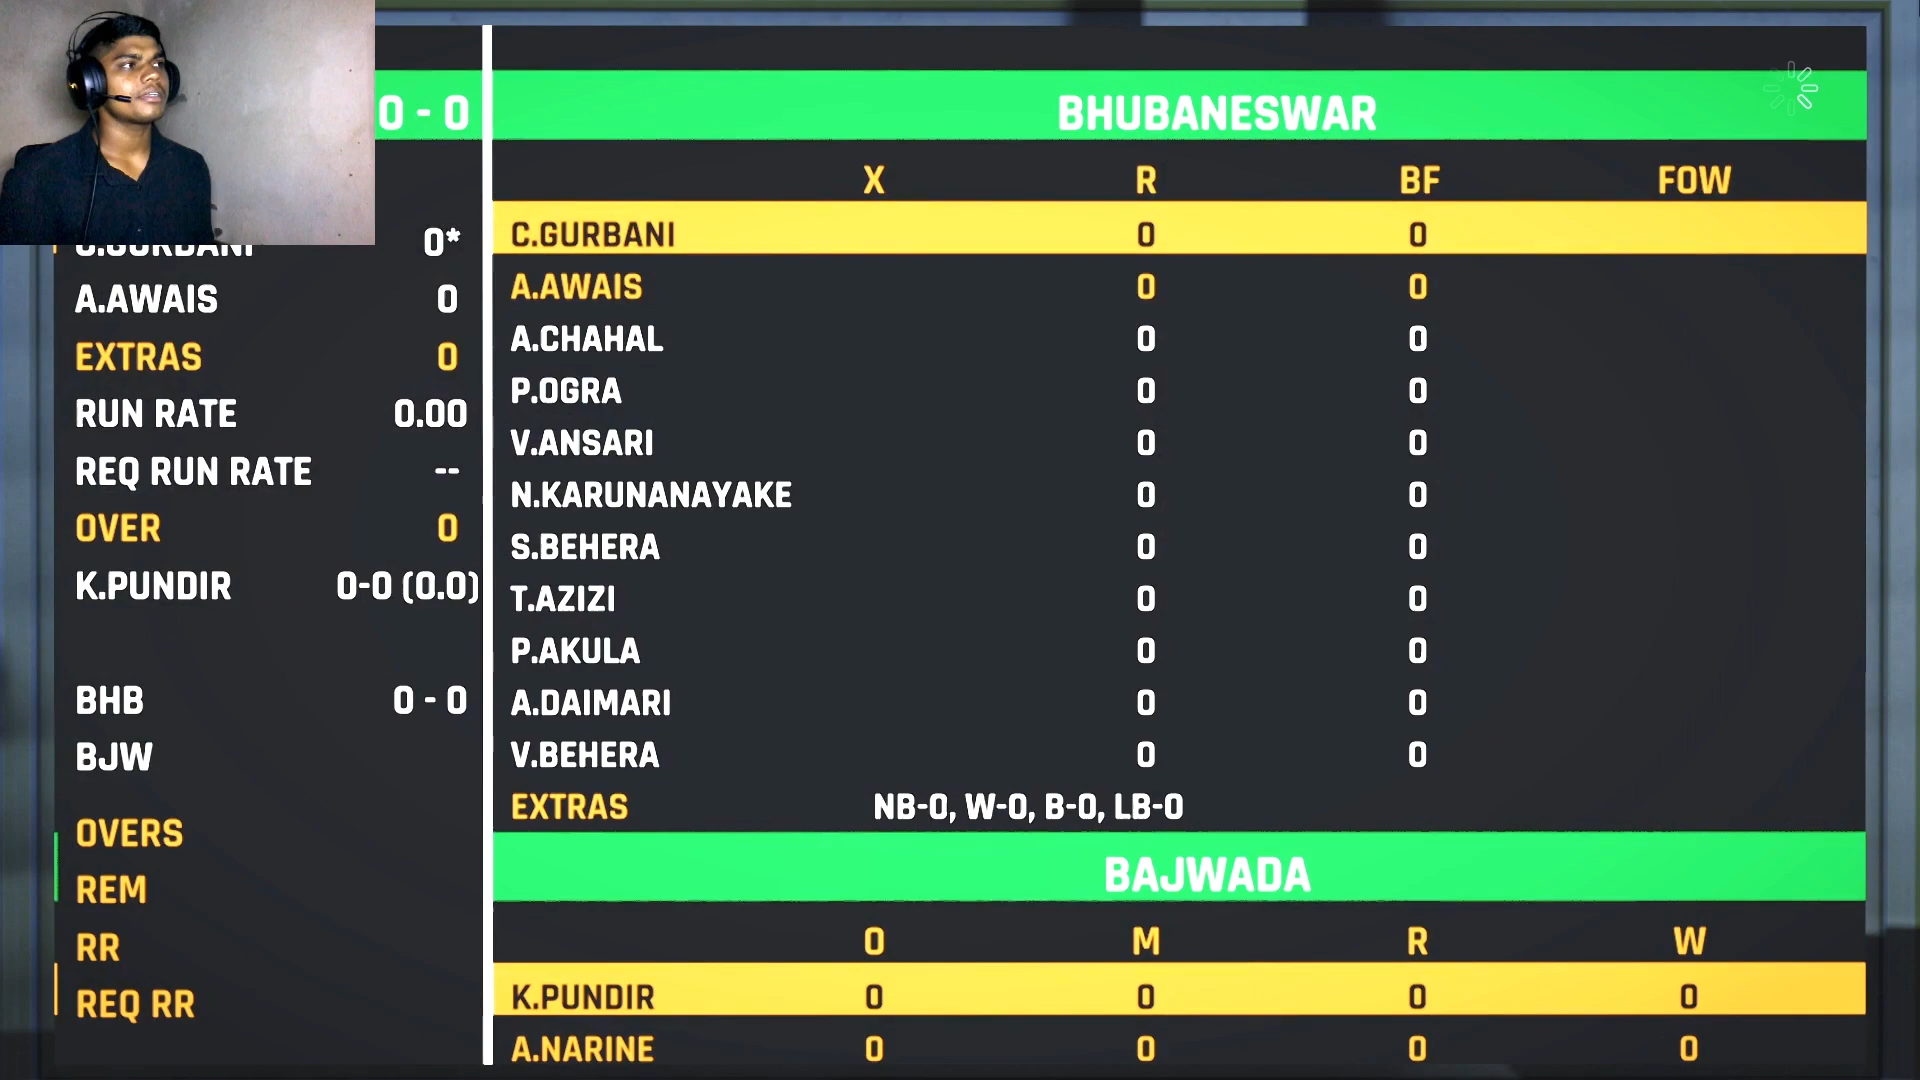 0 - 0
C.GURBANI 0*
A.AWAIS 0
EXTRAS 0
RUN RATE 0.00
REQ RUN RATE --
OVER 0
K.PUNDIR 0-0 (0.0)
BHB 0 - 0
BJW
OVERS
REM
RR
REQ RR
BHUBANESWAR
X R BF FOW
C.GURBANI 0 0
A.AWAIS 0 0
A.CHAHAL 0 0
P.OGRA 0 0
V.ANSARI 0 0
N.KARUNANAYAKE 0 0
S.BEHERA 0 0
T.AZIZI 0 0
P.AKULA 0 0
A.DAIMARI 0 0
V.BEHERA 0 0
EXTRAS NB-0, W-0, B-0, LB-0
BAJWADA
O M R W
K.PUNDIR 0 0 0 0
A.NARINE 0 0 0 0